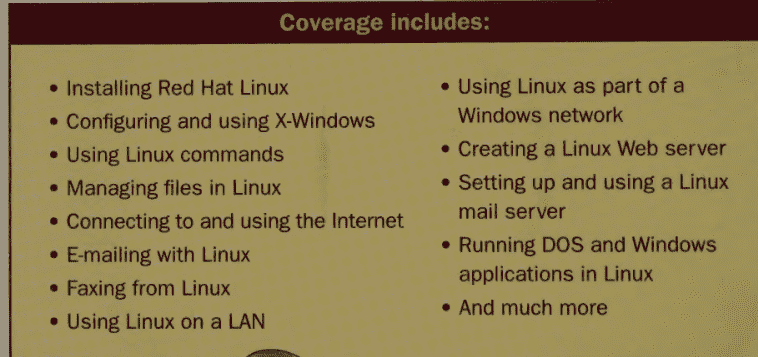 Coverage includes:
• Installing Red Hat Linux
• Configuring and using X-Windows
• Using Linux commands
• Managing files in Linux
• Connecting to and using the Internet
• E-mailing with Linux
• Faxing from Linux
• Using Linux on a LAN
• Using Linux as part of a
Windows network
• Creating a Linux Web server
• Setting up and using a Linux
mail server
• Running DOS and Windows
applications in Linux
• And much more